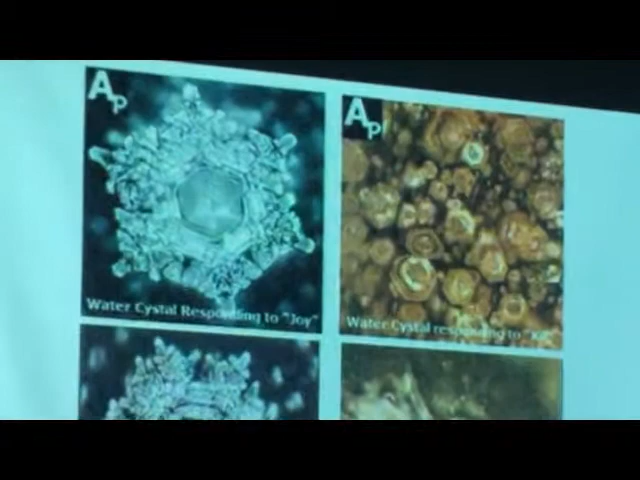 AP
AP
Water Cystal Responding to "Joy"
Water Cystal responding to